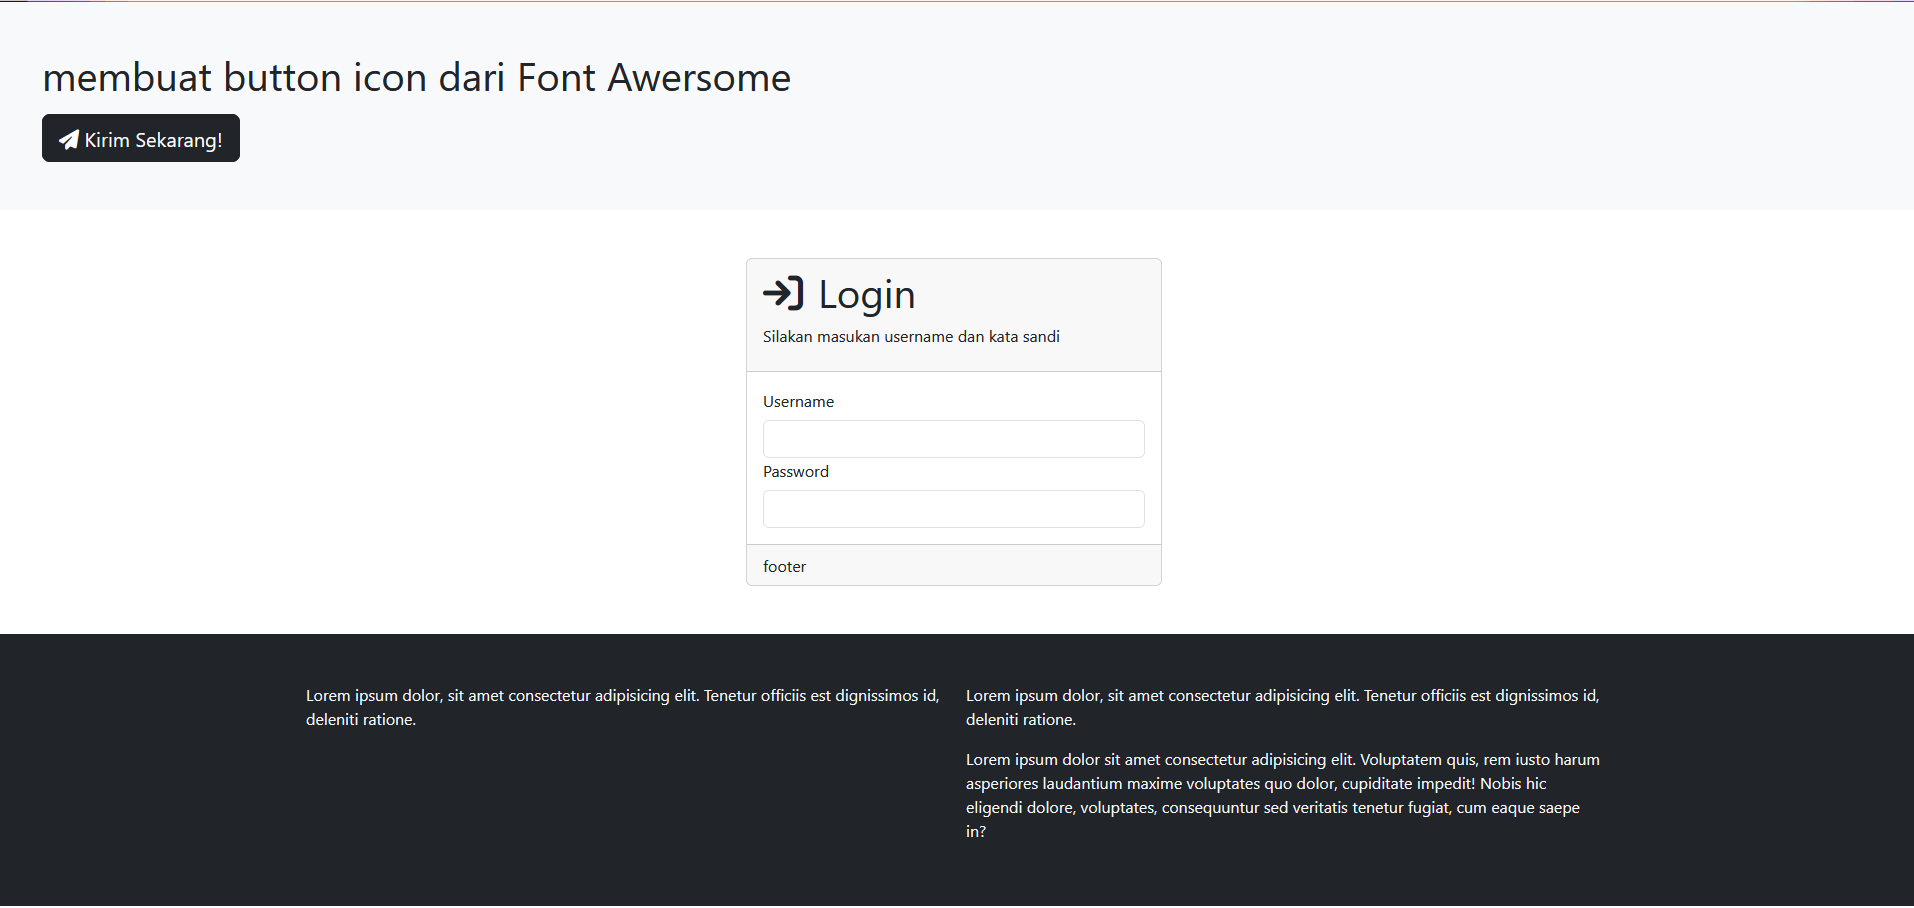 membuat button icon dari Font Awersome
Kirim Sekarang!
Login
Silakan masukan username dan kata sandi
Username
Password
footer
Lorem ipsum dolor, sit amet consectetur adipisicing elit. Tenetur officiis est dignissimos id,
deleniti ratione.
Lorem ipsum dolor, sit amet consectetur adipisicing elit. Tenetur officiis est dignissimos id,
deleniti ratione.
Lorem ipsum dolor sit amet consectetur adipisicing elit. Voluptatem quis, rem iusto harum
asperiores laudantium maxime voluptates quo dolor, cupiditate impedit! Nobis hic
eligendi dolore, voluptates, consequuntur sed veritatis tenetur fugiat, cum eaque saepe
in?